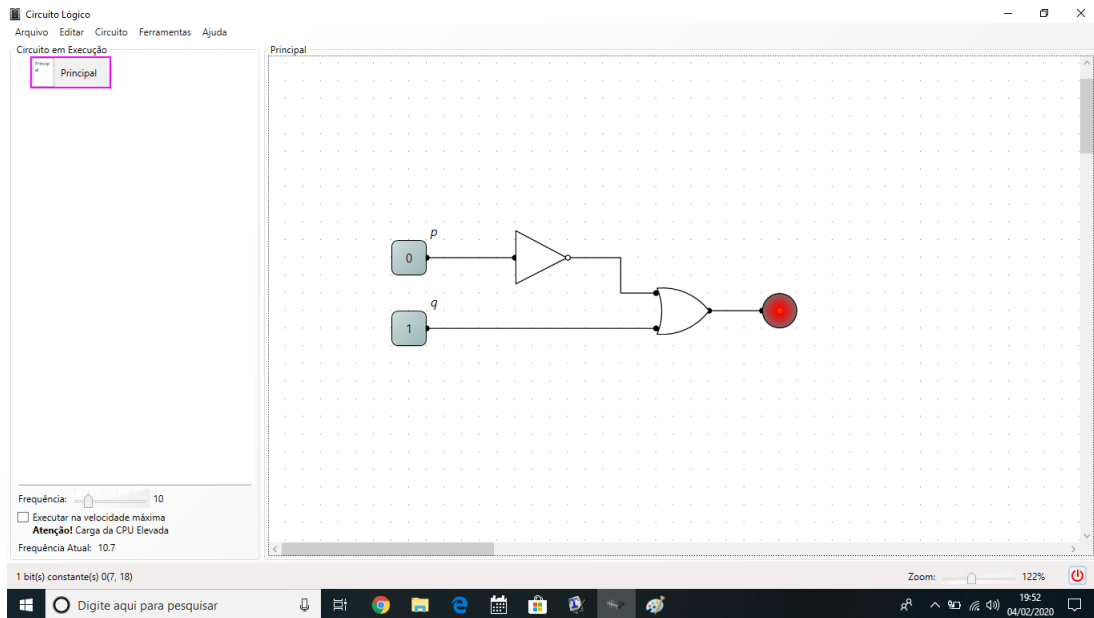 Circuito Lógico
Arquivo Editar Circuito Ferramentas Ajuda
Circuito em Execução
Principal
Principal
Princip
al
p
0
q
1
Frequência: 10
Executar na velocidade máxima
Atenção! Carga da CPU Elevada
Frequência Atual: 10.7
1 bit(s) constante(s) 0(7, 18)
Zoom: 122%
Digite aqui para pesquisar
19:52
04/02/2020